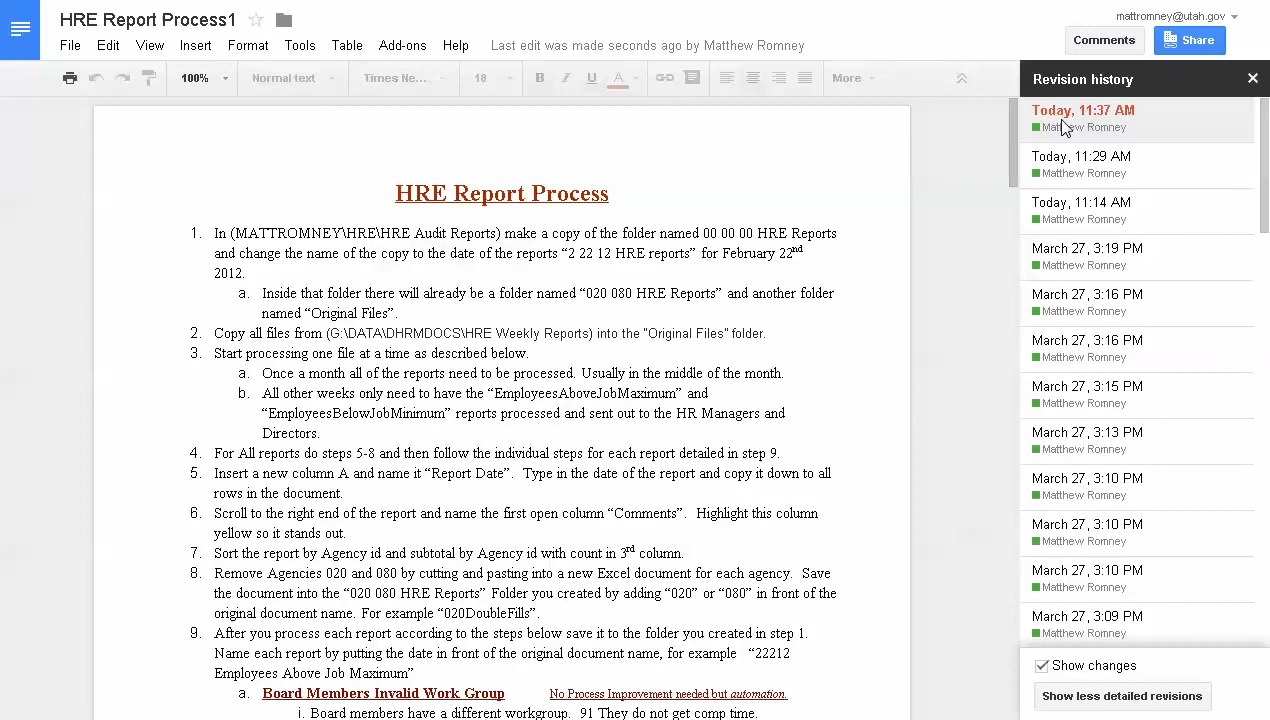 HRE Report Process1
mattromney@utah.gov
File Edit View Insert Format Tools Table Add-ons Help Last edit was made seconds ago by Matthew Romney
Comments Share
100% Normal text Times Ne... 18 B I U A More
Revision history
HRE Report Process
1. In (MATTROMNEY\HRE\HRE Audit Reports) make a copy of the folder named 00 00 00 HRE Reports
and change the name of the copy to the date of the reports “2 22 12 HRE reports” for February 22nd
2012.
a. Inside that folder there will already be a folder named “020 080 HRE Reports” and another folder
named “Original Files”.
2. Copy all files from (G:\DATA\DHRMDOCS\HRE Weekly Reports) into the "Original Files" folder.
3. Start processing one file at a time as described below.
a. Once a month all of the reports need to be processed. Usually in the middle of the month.
b. All other weeks only need to have the “EmployeesAboveJobMaximum” and
“EmployeesBelowJobMinimum” reports processed and sent out to the HR Managers and
Directors.
4. For All reports do steps 5-8 and then follow the individual steps for each report detailed in step 9.
5. Insert a new column A and name it “Report Date”. Type in the date of the report and copy it down to all
rows in the document.
6. Scroll to the right end of the report and name the first open column “Comments”. Highlight this column
yellow so it stands out.
7. Sort the report by Agency id and subtotal by Agency id with count in 3rd column.
8. Remove Agencies 020 and 080 by cutting and pasting into a new Excel document for each agency. Save
the document into the “020 080 HRE Reports” Folder you created by adding “020” or “080” in front of the
original document name. For example “020DoubleFills”.
9. After you process each report according to the steps below save it to the folder you created in step 1.
Name each report by putting the date in front of the original document name, for example “22212
Employees Above Job Maximum”
a. Board Members Invalid Work Group No Process Improvement needed but automation.
i. Board members have a different workgroup. 91 They do not get comp time.
Today, 11:37 AM
Matthew Romney
Today, 11:29 AM
Matthew Romney
Today, 11:14 AM
Matthew Romney
March 27, 3:19 PM
Matthew Romney
March 27, 3:16 PM
Matthew Romney
March 27, 3:16 PM
Matthew Romney
March 27, 3:15 PM
Matthew Romney
March 27, 3:13 PM
Matthew Romney
March 27, 3:10 PM
Matthew Romney
March 27, 3:10 PM
Matthew Romney
March 27, 3:10 PM
Matthew Romney
March 27, 3:09 PM
Matthew Romney
Show changes
Show less detailed revisions